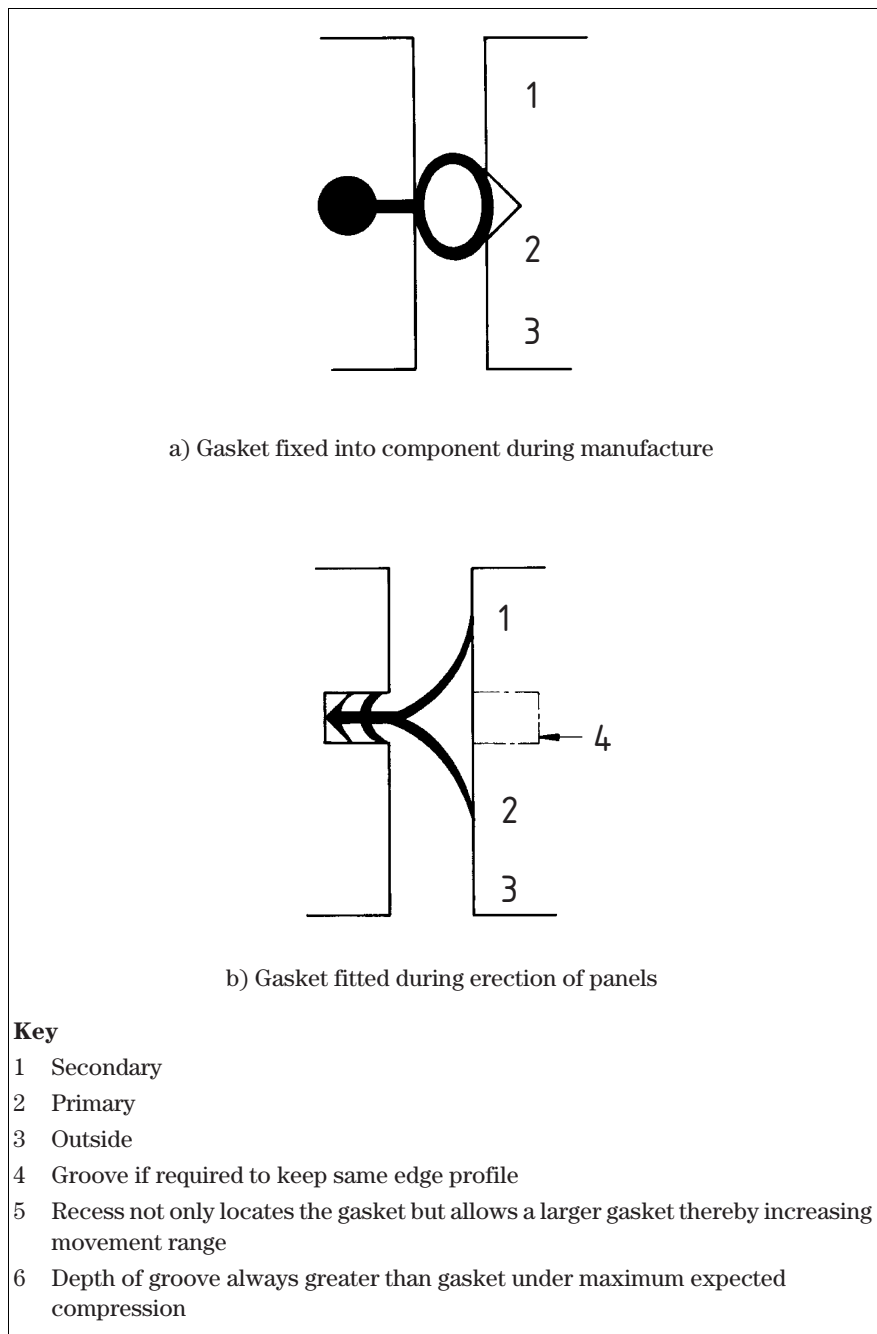 1
2
3
a) Gasket fixed into component during manufacture
1
4
2
3
b) Gasket fitted during erection of panels
Key
1 Secondary
2 Primary
3 Outside
4 Groove if required to keep same edge profile
5 Recess not only locates the gasket but allows a larger gasket thereby increasing
movement range
6 Depth of groove always greater than gasket under maximum expected
compression